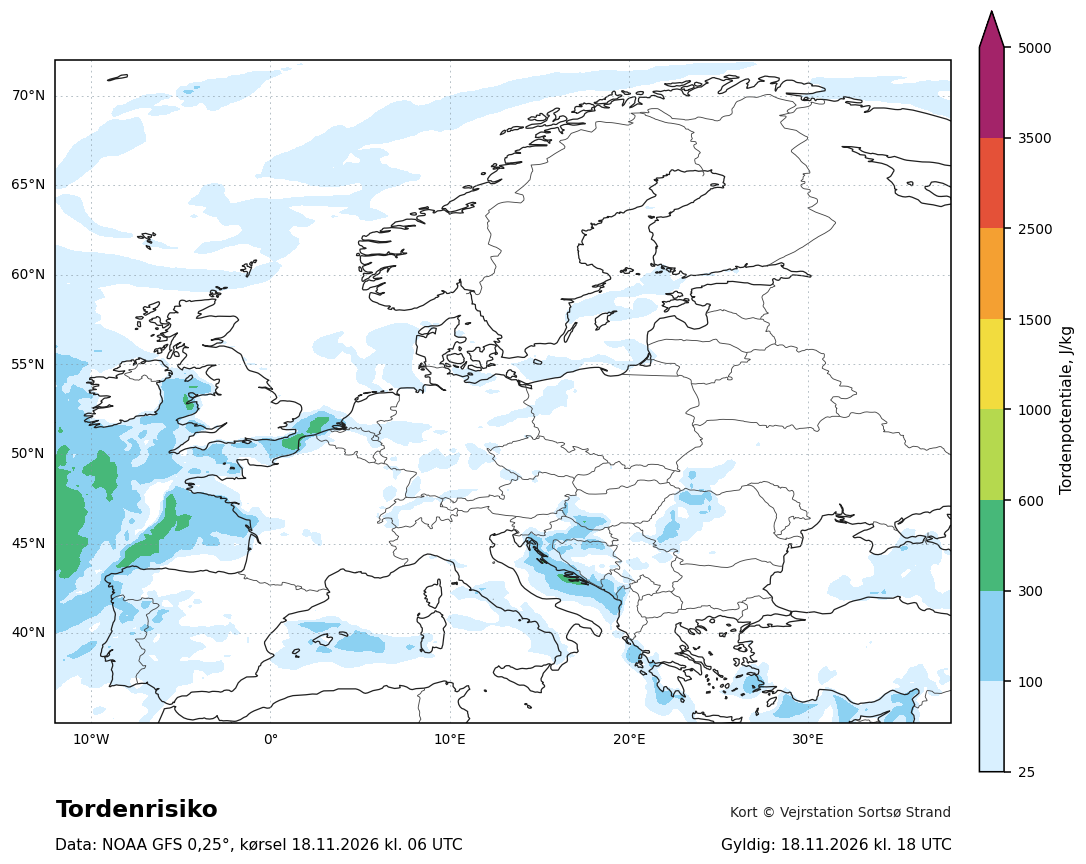 70°N
65°N
60°N
55°N
50°N
45°N
40°N
10°W
0°
10°E
20°E
30°E
5000
3500
2500
1500
1000
600
300
100
25
Tordenpotentiale, J/kg
Tordenrisiko
Kort © Vejrstation Sortsø Strand
Data: NOAA GFS 0,25°, kørsel 18.11.2026 kl. 06 UTC
Gyldig: 18.11.2026 kl. 18 UTC